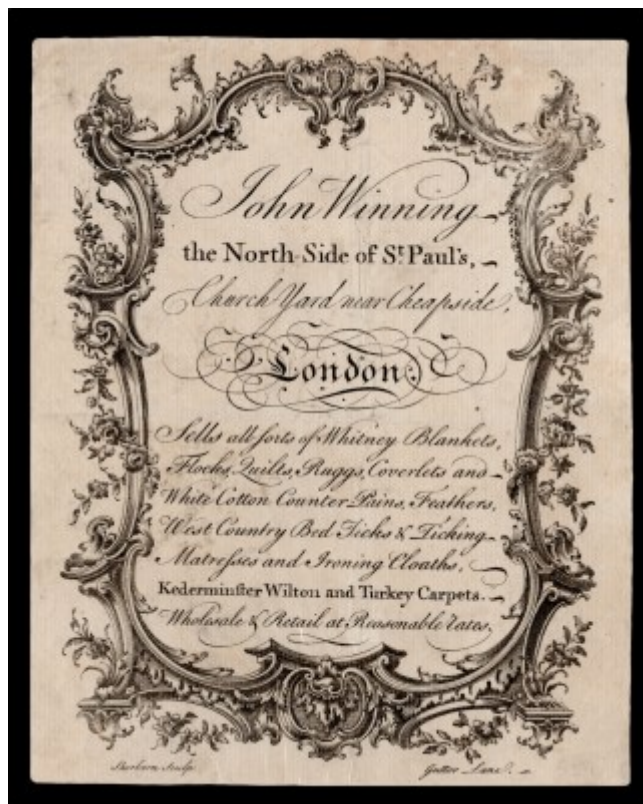 John Winning
the North Side of St. Paul's,
Church Yard near Cheapside,
London.
Sells all sorts of Whitney Blankets,
Flocks, Quilts, Ruggs, Coverlets and
White Cotton Counter-Pains, Feathers,
West Country Bed Ticks & Ticking
Matresses and Ironing Cloaths,
Kederminster Wilton and Turkey Carpets.
Wholesale & Retail at Reasonable Rates.
Sherborn Sculp.
Gutter Lane.